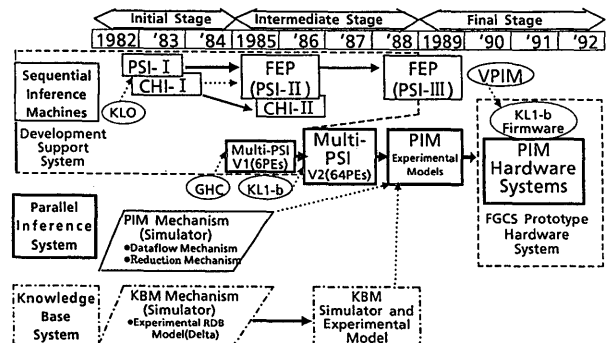 Initial Stage Intermediate Stage Final Stage
1982 '83 '84 1985 '86 '87 '88 1989 '90 '91 '92
Sequential
Inference
Machines
Development
Support
System
PSI-I
CHI-I
KLO
FEP
(PSI-II)
CHI-II
FEP
(PSI-III)
VPIM
KL1-b
Firmware
Multi-PSI
V1(6PEs)
GHC
KL1-b
Multi-
PSI
V2(64PEs)
PIM
Experimental
Models
PIM
Hardware
Systems
FGCS Prototype
Hardware
System
Parallel
Inference
System
PIM Mechanism
(Simulator)
●Dataflow Mechanism
●Reduction Mechanism
Knowledge
Base
System
KBM Mechanism
(Simulator)
●Experimental RDB
Model(Delta)
KBM
Simulator and
Experimental
Model